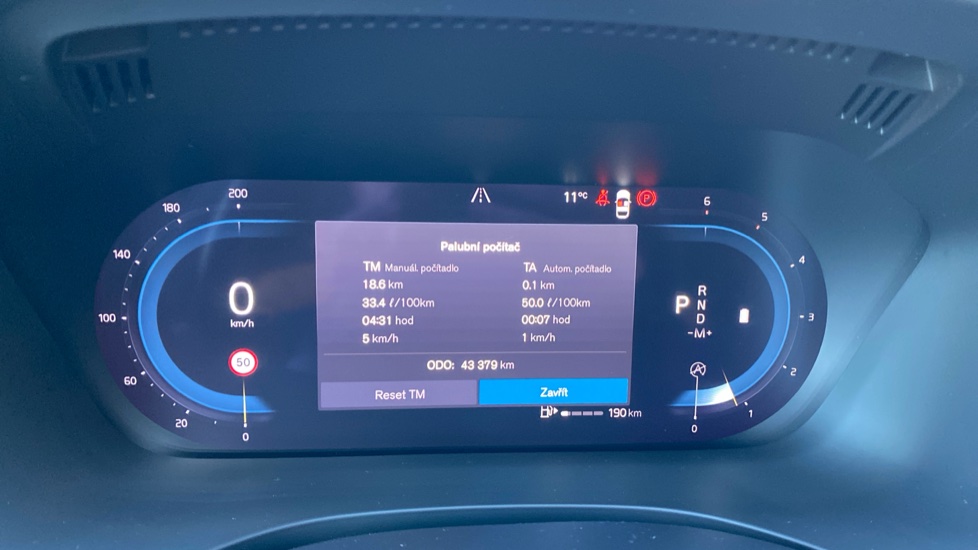 200
180
140
100
60
20
0
0
km/h
50
11°C
P
Palubní počítač
TM Manuál. počítadlo
TA Autom. počítadlo
18.6 km
0.1 km
33.4 ℓ/100km
50.0 ℓ/100km
04:31 hod
00:07 hod
5 km/h
1 km/h
ODO: 43 379 km
Reset TM
Zavřít
190 km
P
R
N
D
-M+
A
6
5
4
3
2
1
0